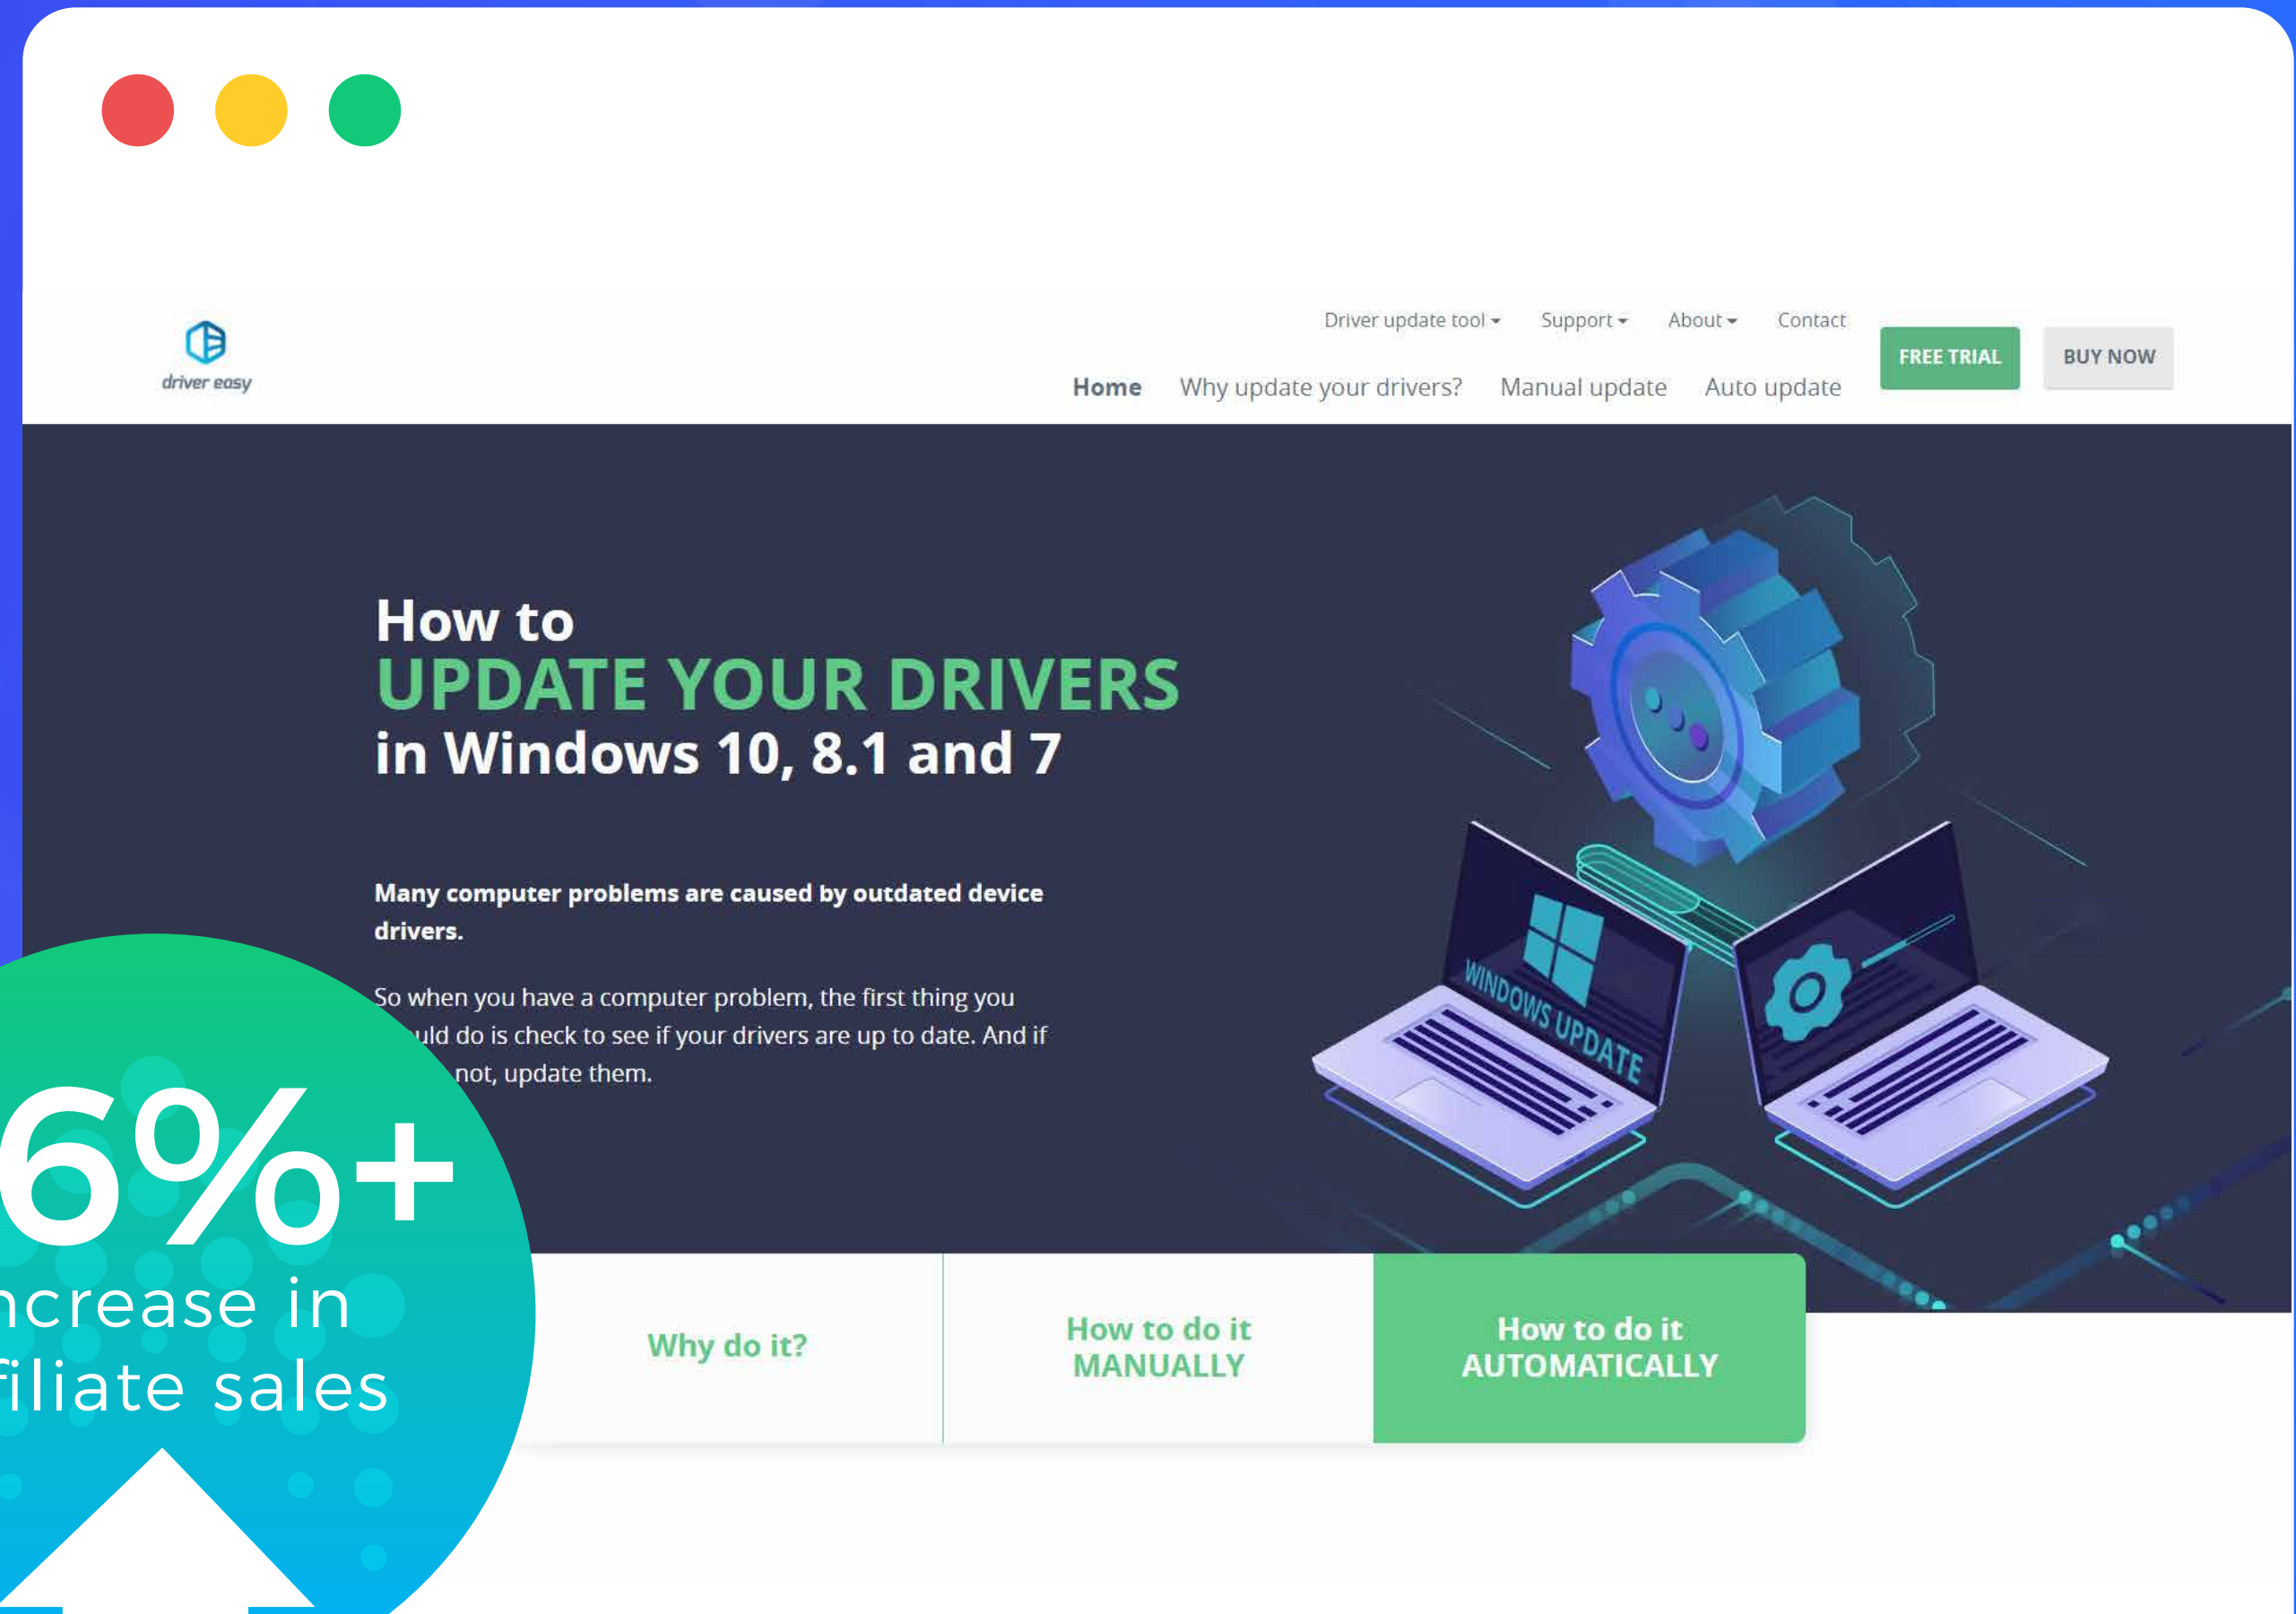 driver easy
Driver update tool
Support
About
Contact
Home
Why update your drivers?
Manual update
Auto update
FREE TRIAL
BUY NOW
How to
UPDATE YOUR DRIVERS
in Windows 10, 8.1 and 7
Many computer problems are caused by outdated device
drivers.
So when you have a computer problem, the first thing you
do is check to see if your drivers are up to date. And if
not, update them.
WINDOWS UPDATE
6%+
in
sales
Why do it?
How to do it
MANUALLY
How to do it
AUTOMATICALLY